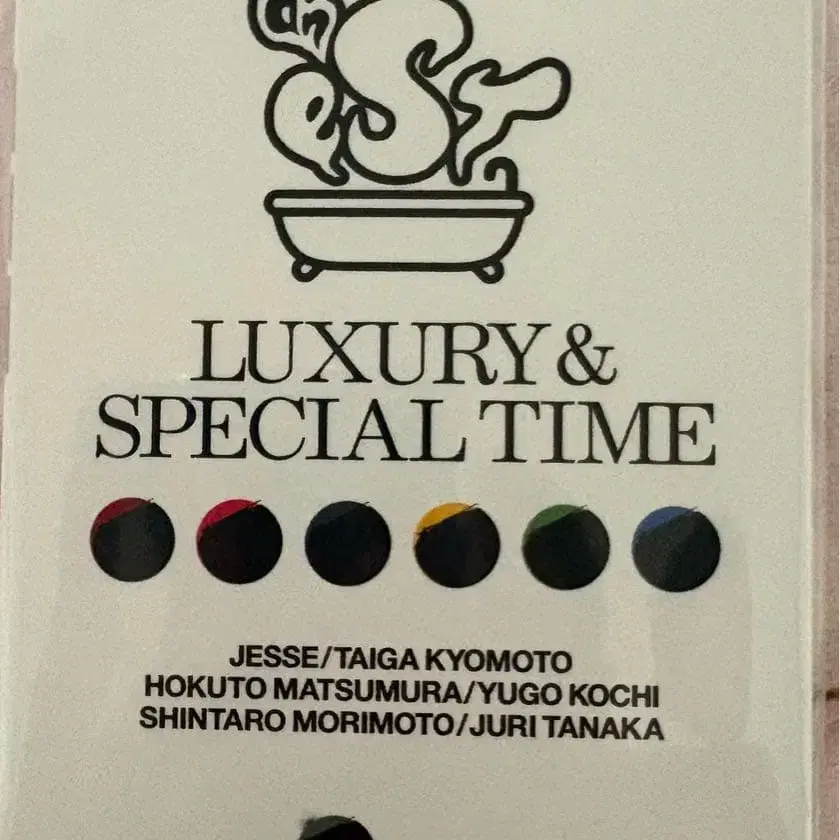 LUXURY &
SPECIAL TIME
JESSE/TAIGA KYOMOTO
HOKUTO MATSUMURA/YUGO KOCHI
SHINTARO MORIMOTO/JURI TANAKA